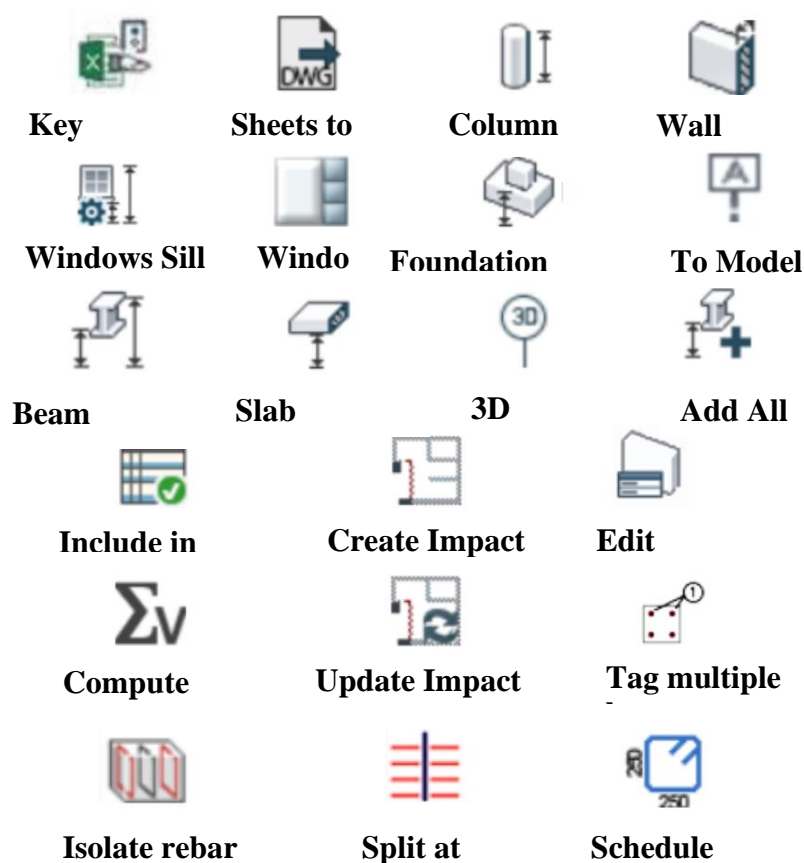 X
DWG
Key Sheets to Column Wall
A
Windows Sill Windo Foundation To Model
3D
Beam Slab 3D Add All
Include in Create Impact Edit
Σv
1
Compute Update Impact Tag multiple
250
250
Isolate rebar Split at Schedule